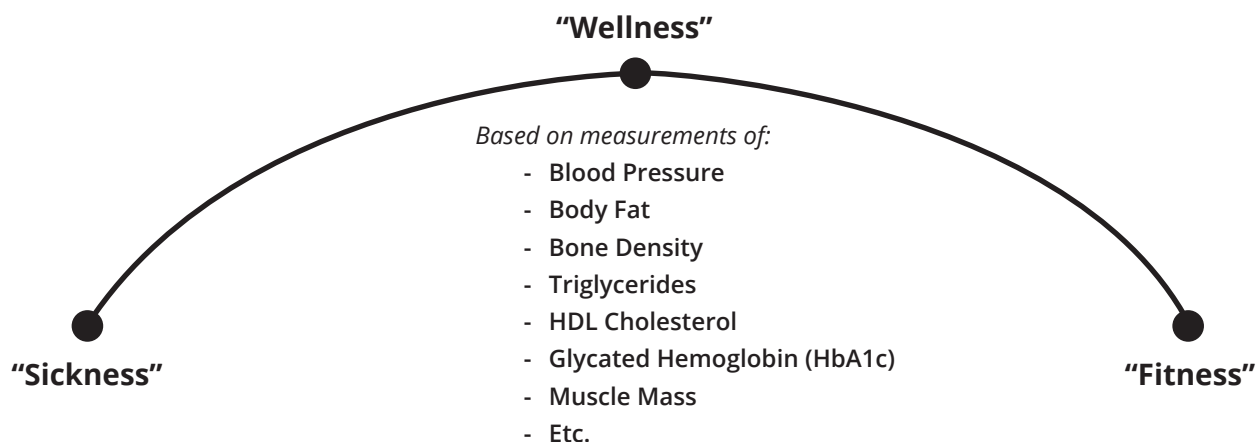 “Wellness”
Based on measurements of:
- Blood Pressure
- Body Fat
- Bone Density
- Triglycerides
- HDL Cholesterol
- Glycated Hemoglobin (HbA1c)
- Muscle Mass
- Etc.
“Sickness”
“Fitness”